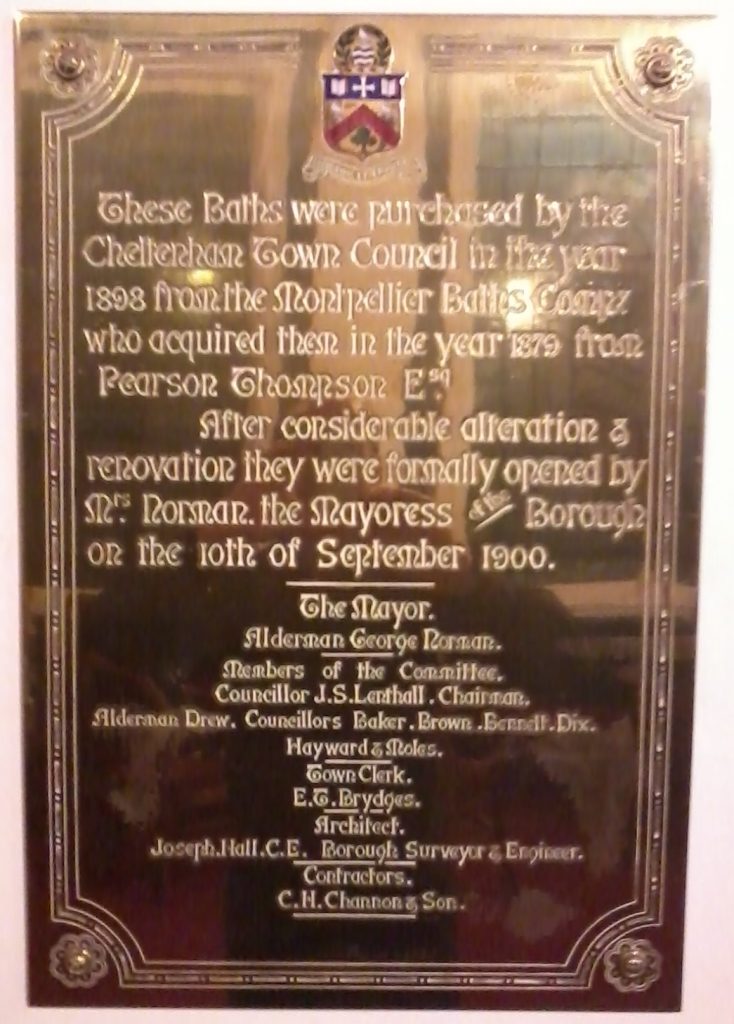 These Baths were purchased by the
Cheltenham Town Council in the year
1898 from the Montpellier Baths Compy
who acquired them in the year 1879 from
Pearson Thompson Esq.
After considerable alteration &
renovation they were formally opened by
Mrs. Norman. the Mayoress of the Borough
on the 10th of September 1900.
The Mayor.
Alderman George Norman.
Members of the Committee.
Councillor J.S.Lenthall. Chairman.
Alderman Drew. Councillors Baker. Brown. Bennett. Dix.
Hayward & Moles.
Town Clerk.
E.T. Brydges.
Architect.
Joseph.Hall.C.E. Borough Surveyor & Engineer.
Contractors.
C.H. Channon & Son.